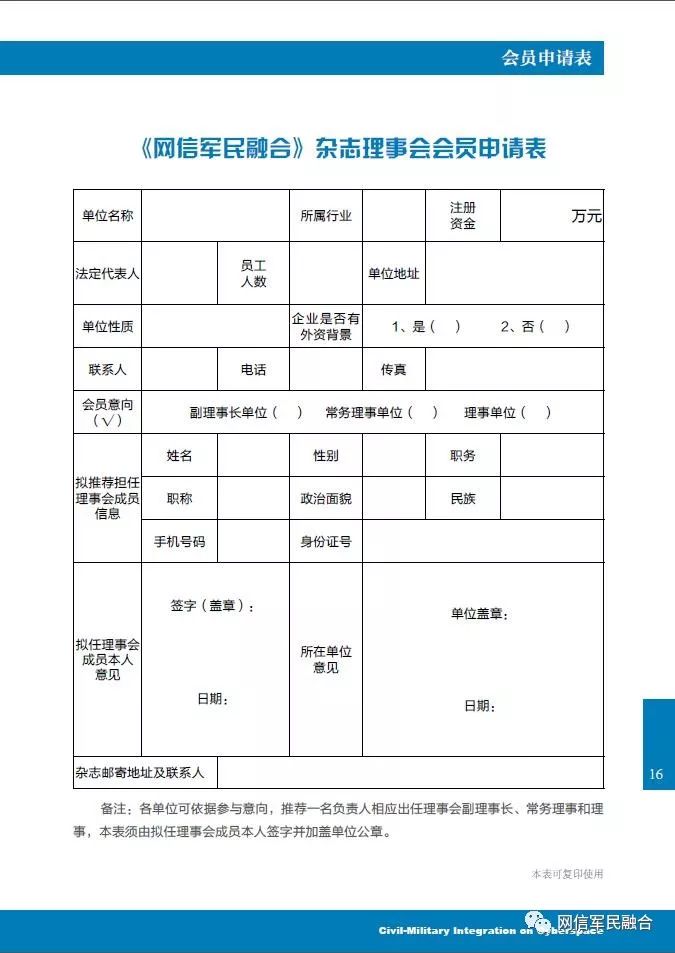 会员申请表
《网信军民融合》杂志理事会会员申请表
单位名称 所属行业 注册 万元
资金
法定代表人 员工 单位地址
人数
单位性质 企业是否有 1、是（ ） 2、否（ ）
外资背景
联系人 电话 传真
会员意向 副理事长单位（ ） 常务理事单位（ ） 理事单位（ ）
（√）
拟推荐担任
理事会成员
信息
姓名 性别 职务
职称 政治面貌 民族
手机号码 身份证号
拟任理事会
成员本人
意见
签字（盖章）：
日期：
所在单位
意见
单位盖章：
日期：
杂志邮寄地址及联系人
16
备注：各单位可依据参与意向，推荐一名负责人相应出任理事会副理事长、常务理事和理
事，本表须由拟任理事会成员本人签字并加盖单位公章。
本表可复印使用
Civil-Military Integration on Cyberspace
网信军民融合